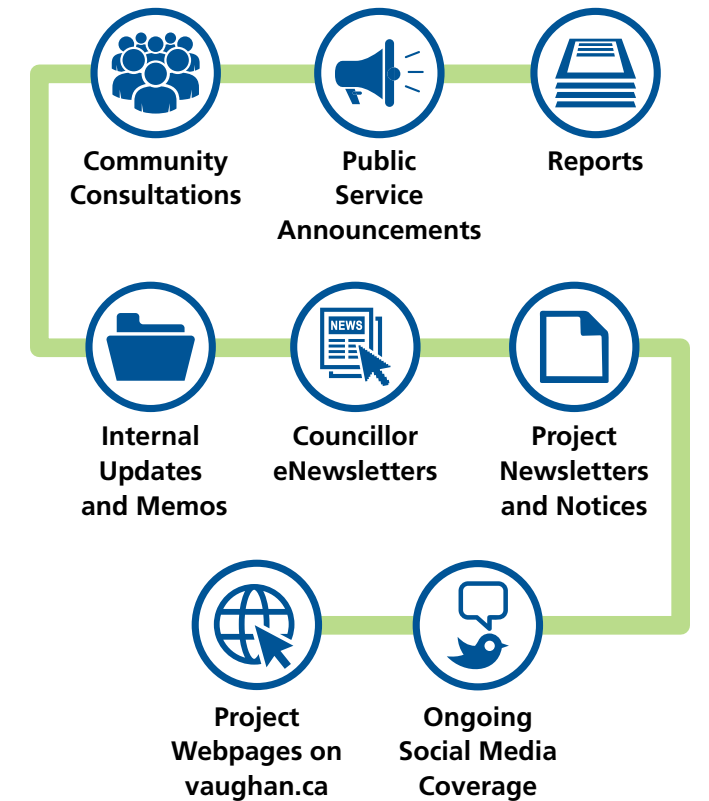 Community
Consultations
Public
Service
Announcements
Reports
NEWS
Internal
Updates
and Memos
Councillor
eNewsletters
Project
Newsletters
and Notices
Project
Webpages on
vaughan.ca
Ongoing
Social Media
Coverage